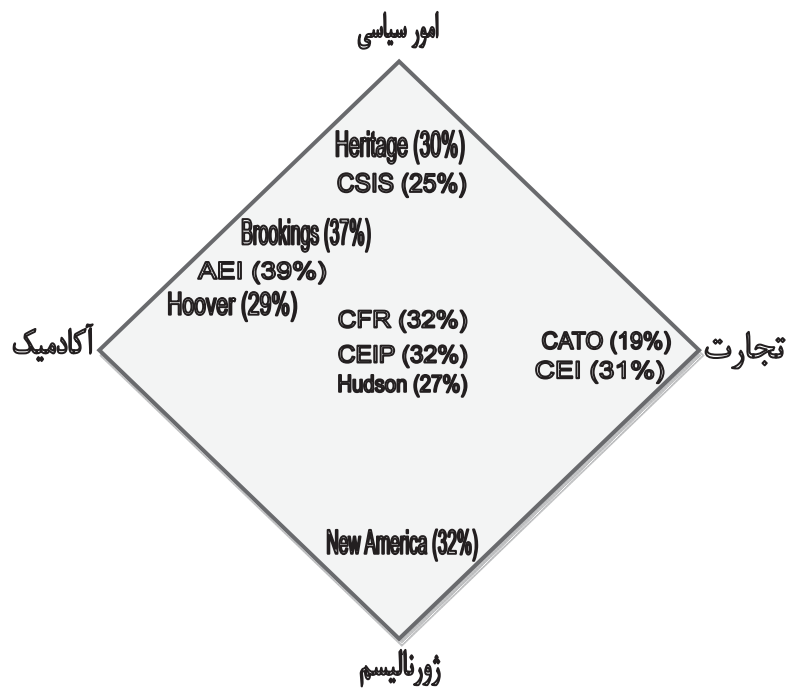 امور سیاسی
Heritage (30%)
CSIS (25%)
Brookings (37%)
AEI (39%)
Hoover (29%)
CFR (32%)
CEIP (32%)
Hudson (27%)
CATO (19%)
CEI (31%)
آکادمیک
تجارت
New America (32%)
ژورنالیسم